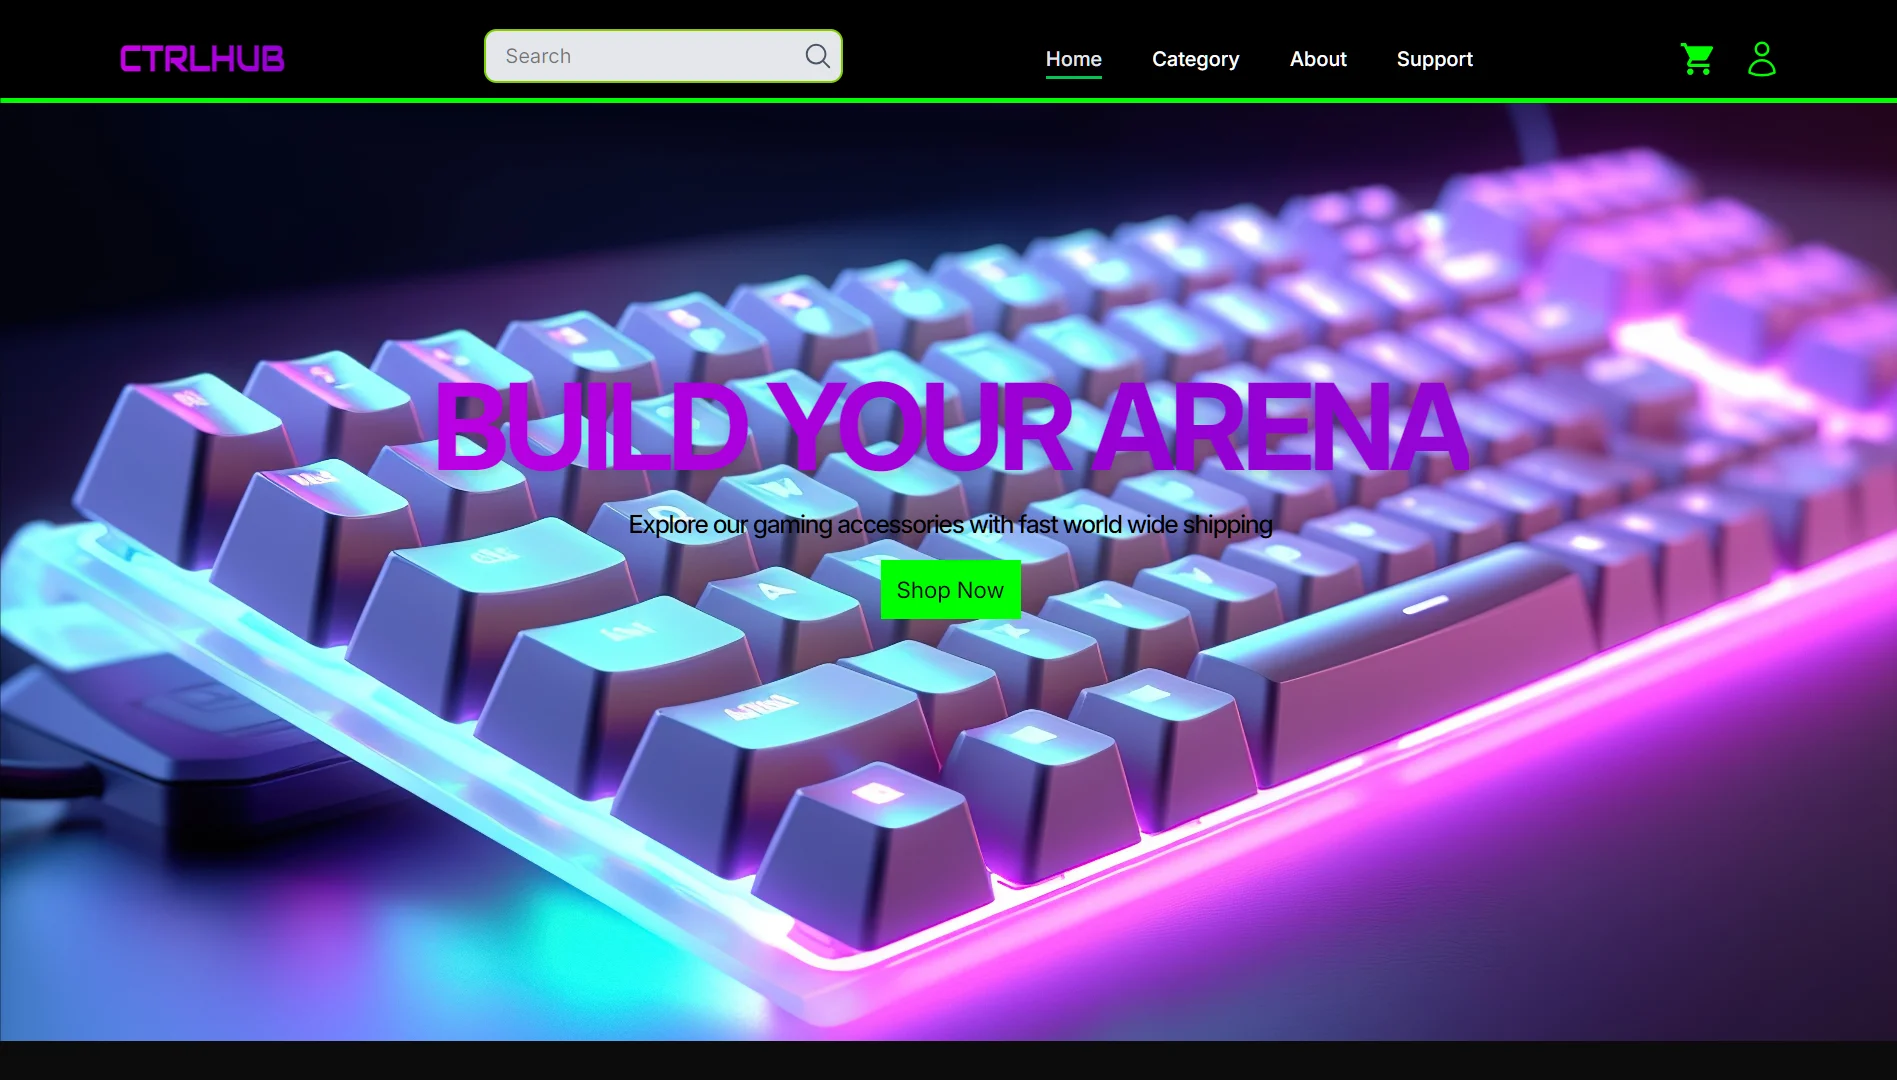 CTRLHUB
Search
Home
Category
About
Support
BUILD YOUR ARENA
Explore our gaming accessories with fast world wide shipping
Shop Now